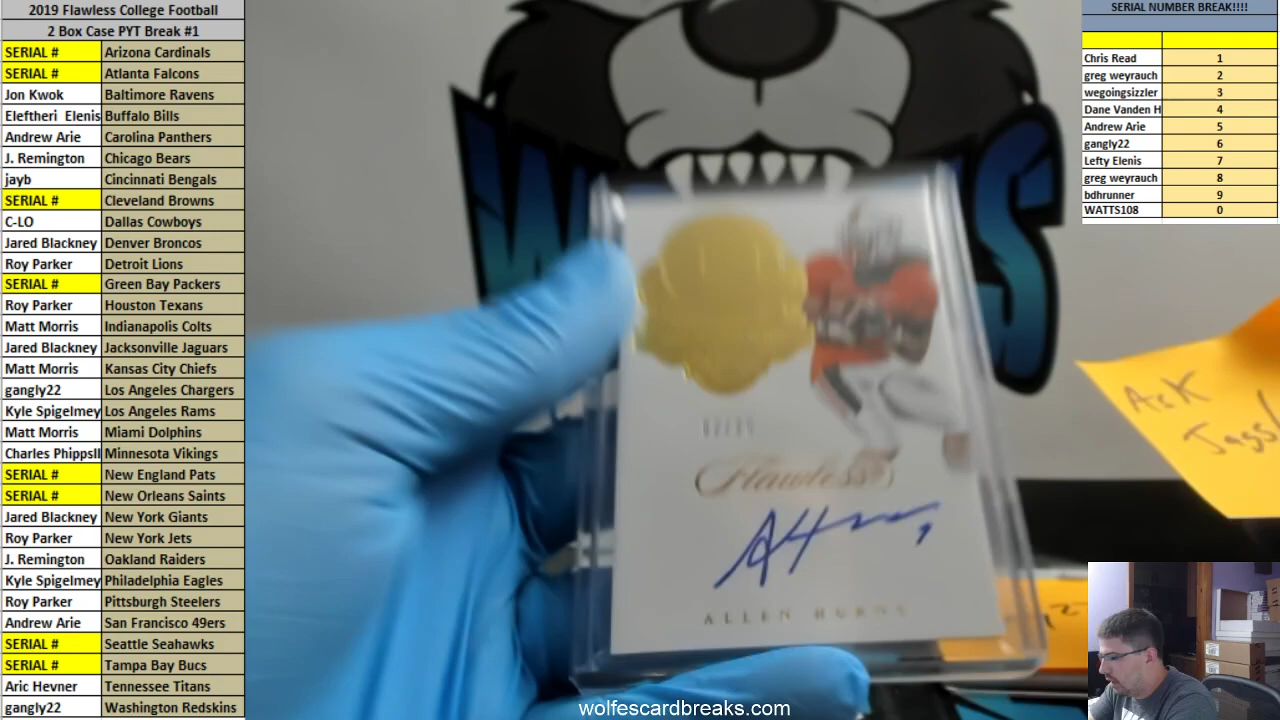 2019 Flawless College Football
2 Box Case PYT Break #1
SERIAL # Arizona Cardinals
SERIAL # Atlanta Falcons
Jon Kwok Baltimore Ravens
Eleftheri Elenis Buffalo Bills
Andrew Arie Carolina Panthers
J. Remington Chicago Bears
jayb Cincinnati Bengals
SERIAL # Cleveland Browns
C-LO Dallas Cowboys
Jared Blackney Denver Broncos
Roy Parker Detroit Lions
SERIAL # Green Bay Packers
Roy Parker Houston Texans
Matt Morris Indianapolis Colts
Jared Blackney Jacksonville Jaguars
Matt Morris Kansas City Chiefs
gangly22 Los Angeles Chargers
Kyle Spigelmey Los Angeles Rams
Matt Morris Miami Dolphins
Charles Phippsll Minnesota Vikings
SERIAL # New England Pats
SERIAL # New Orleans Saints
Jared Blackney New York Giants
Roy Parker New York Jets
J. Remington Oakland Raiders
Kyle Spigelmey Philadelphia Eagles
Roy Parker Pittsburgh Steelers
Andrew Arie San Francisco 49ers
SERIAL # Seattle Seahawks
SERIAL # Tampa Bay Bucs
Aric Hevner Tennessee Titans
gangly22 Washington Redskins
Flawless
ALLEN HURNS
Ask
Jags/
wolfescardbreaks.com
SERIAL NUMBER BREAK!!!!
Chris Read 1
greg weyrauch 2
wegoingsizzler 3
Dane Vanden H 4
Andrew Arie 5
gangly22 6
Lefty Elenis 7
greg weyrauch 8
bdhrunner 9
WATTS108 0